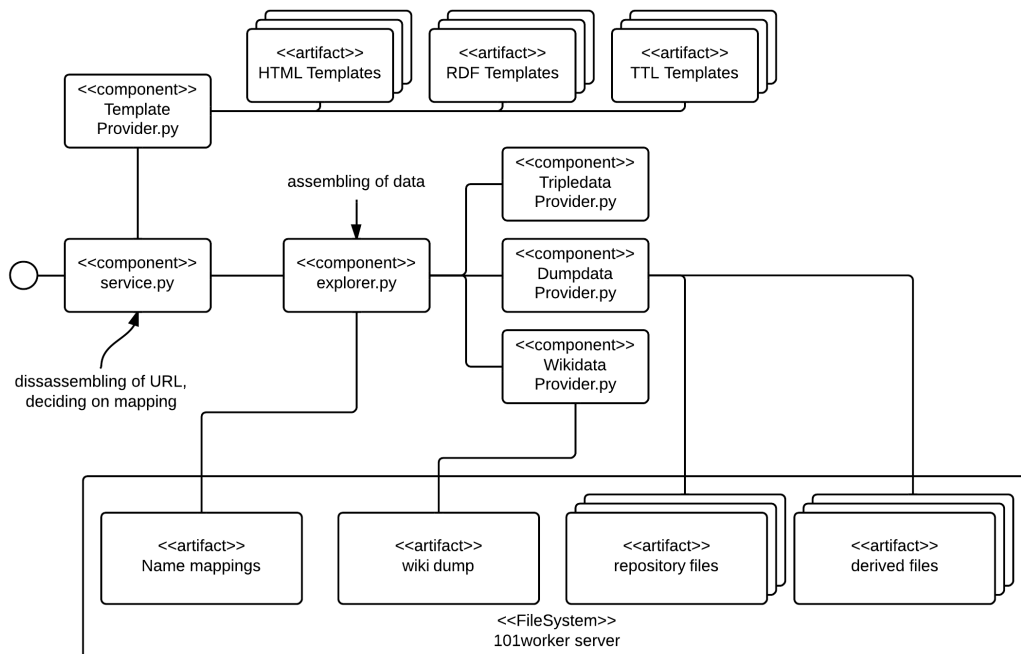 <<artifact>>
HTML Templates
<<artifact>>
RDF Templates
<<artifact>>
TTL Templates
<<component>>
Template
Provider.py
<<component>>
Tripledata
Provider.py
assembling of data
<<component>>
service.py
<<component>>
explorer.py
<<component>>
Dumpdata
Provider.py
<<component>>
Wikidata
Provider.py
dissassembling of URL,
deciding on mapping
<<artifact>>
Name mappings
<<artifact>>
wiki dump
<<artifact>>
repository files
<<artifact>>
derived files
<<FileSystem>>
101worker server